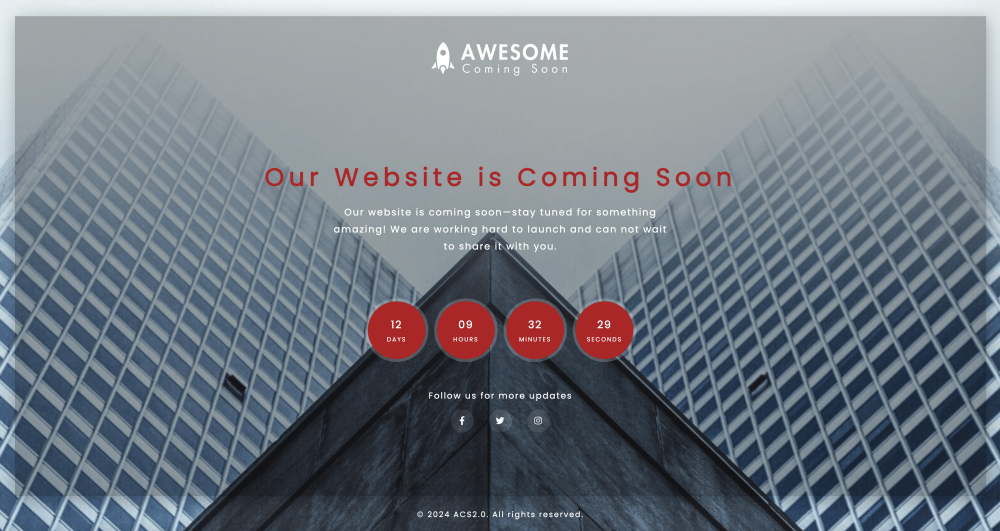 AWESOME
Coming Soon
Our Website is Coming Soon
Our website is coming soon—stay tuned for something
amazing! We are working hard to launch and can not wait
to share it with you.
12 09 32 29
DAYS HOURS MINUTES SECONDS
Follow us for more updates
© 2024 ACS2.0. All rights reserved.